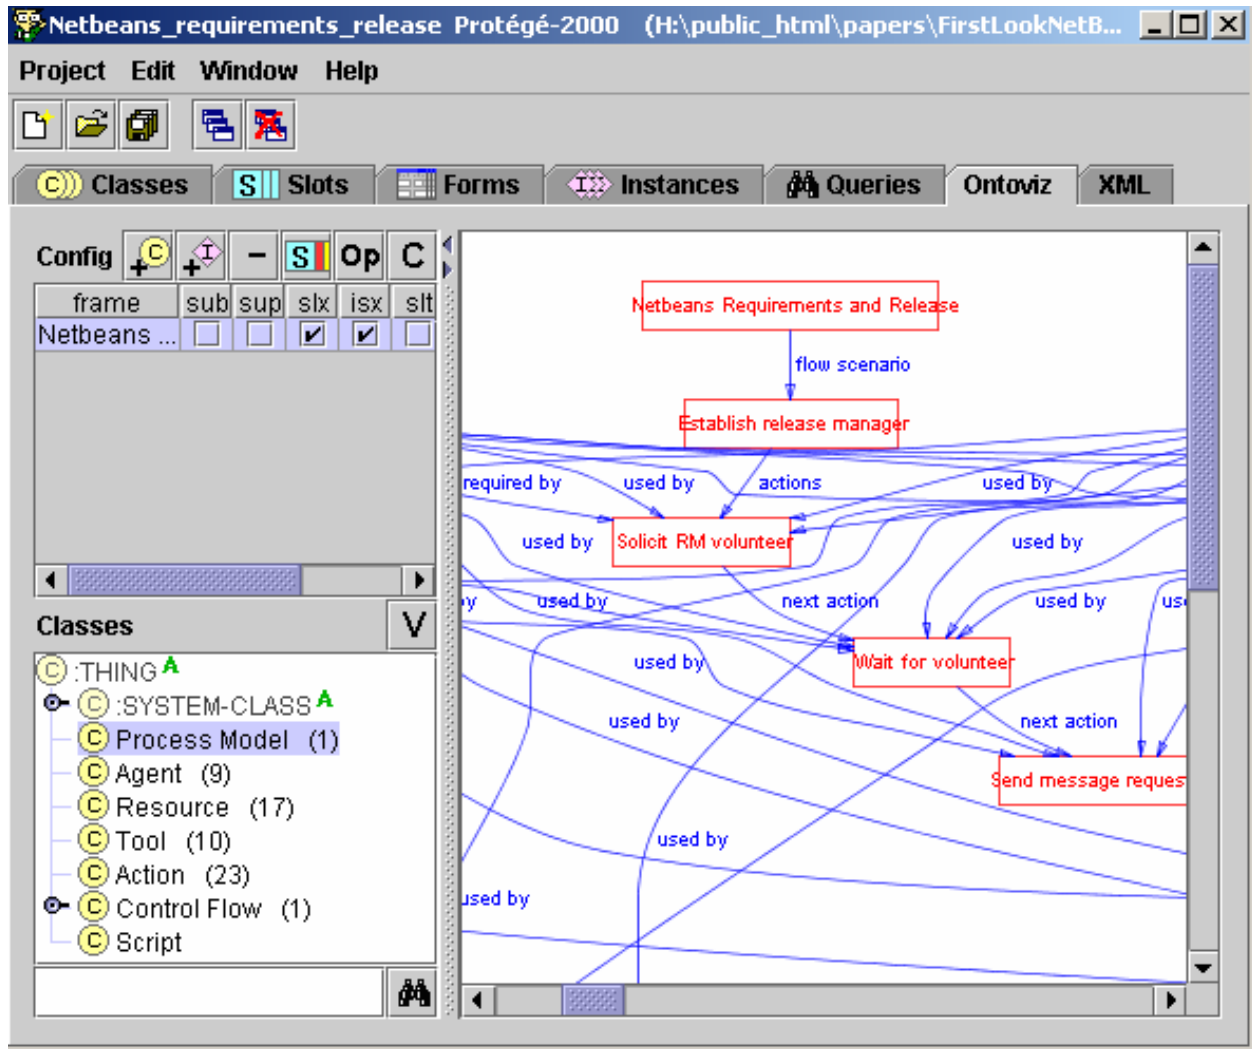 Netbeans_requirements_release Protégé-2000 (H:\public_html\papers\FirstLookNetB...
Project Edit Window Help
C Classes S Slots Forms I Instances Queries Ontoviz XML
Config C I – S Op C
frame sub sup slx isx slt
Netbeans ...
Classes V
C :THING A
C :SYSTEM-CLASS A
C Process Model (1)
C Agent (9)
C Resource (17)
C Tool (10)
C Action (23)
C Control Flow (1)
C Script
Netbeans Requirements and Release
flow scenario
Establish release manager
required by used by actions used by
used by Solicit RM volunteer used by
y used by next action used by us
used by Wait for volunteer
used by next action
Send message reques
used by
used by